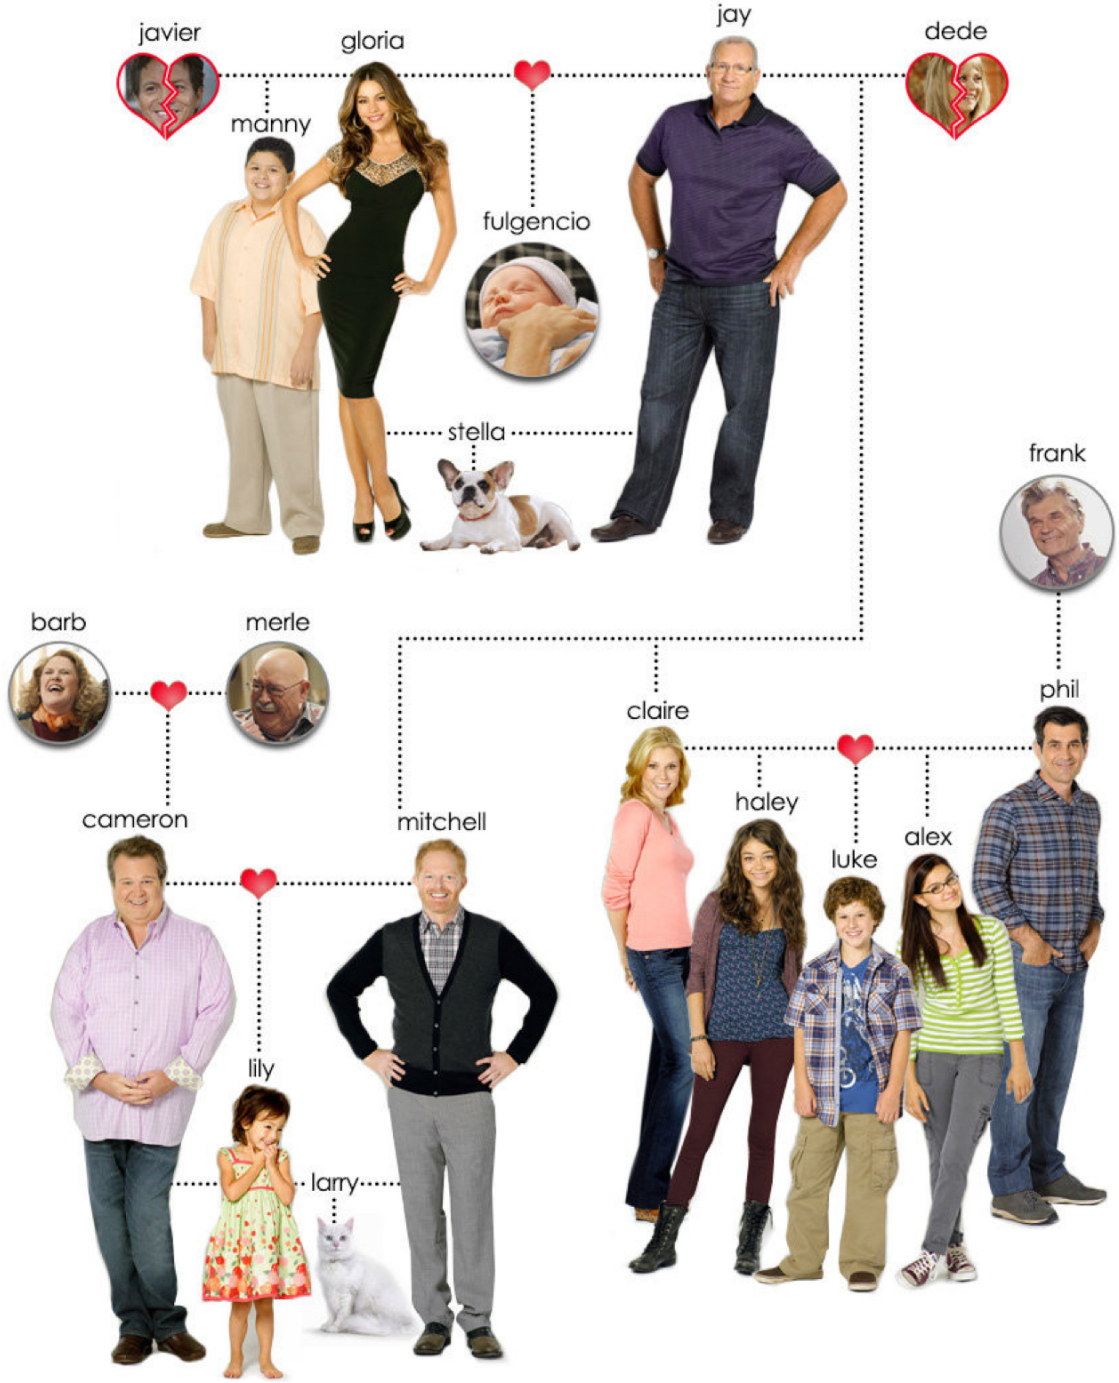 javier
gloria
jay
dede
manny
fulgencio
stella
frank
barb
merle
phil
claire
cameron
mitchell
haley
luke
alex
lily
larry